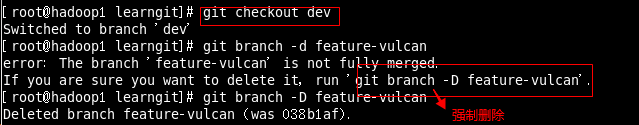 [root@hadoop1 learngit]# git checkout dev
Switched to branch 'dev'
[root@hadoop1 learngit]# git branch -d feature-vulcan
error: The branch 'feature-vulcan' is not fully merged.
If you are sure you want to delete it, run 'git branch -D feature-vulcan'.
[root@hadoop1 learngit]# git branch -D feature-vulcan
Deleted branch feature-vulcan (was 038b1af).
强制删除